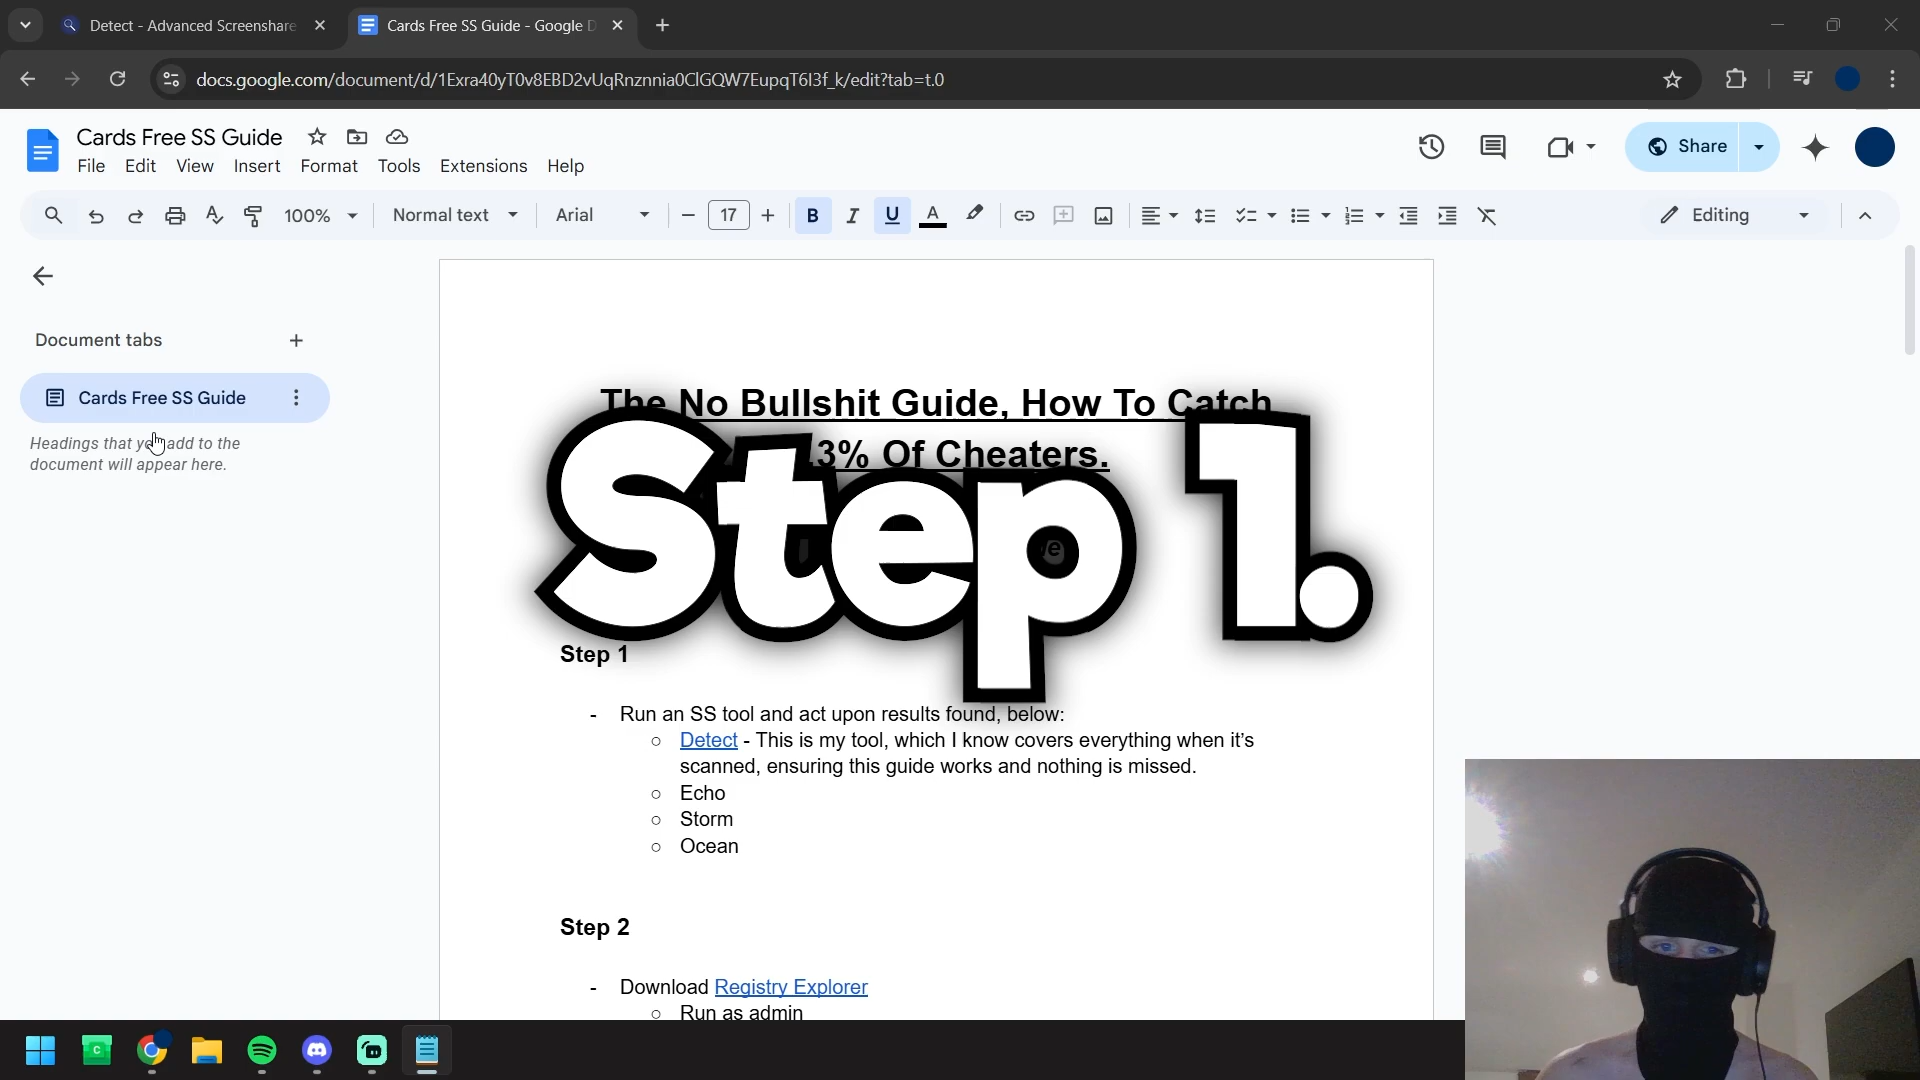 Detect - Advanced Screenshare
Cards Free SS Guide - Google D
docs.google.com/document/d/1Exra40yT0v8EBD2vUqRnznnia0ClGQW7EupqT6I3f_k/edit?tab=t.0
Cards Free SS Guide
Share
File Edit View Insert Format Tools Extensions Help
100% Normal text Arial 17 B I U A Editing
Document tabs
Cards Free SS Guide
Headings that you add to the
document will appear here.
The No Bullshit Guide, How To Catch
3% Of Cheaters.
Step 1.
Step 1
- Run an SS tool and act upon results found, below:
○ Detect - This is my tool, which I know covers everything when it's
scanned, ensuring this guide works and nothing is missed.
○ Echo
○ Storm
○ Ocean
Step 2
- Download Registry Explorer
○ Run as admin